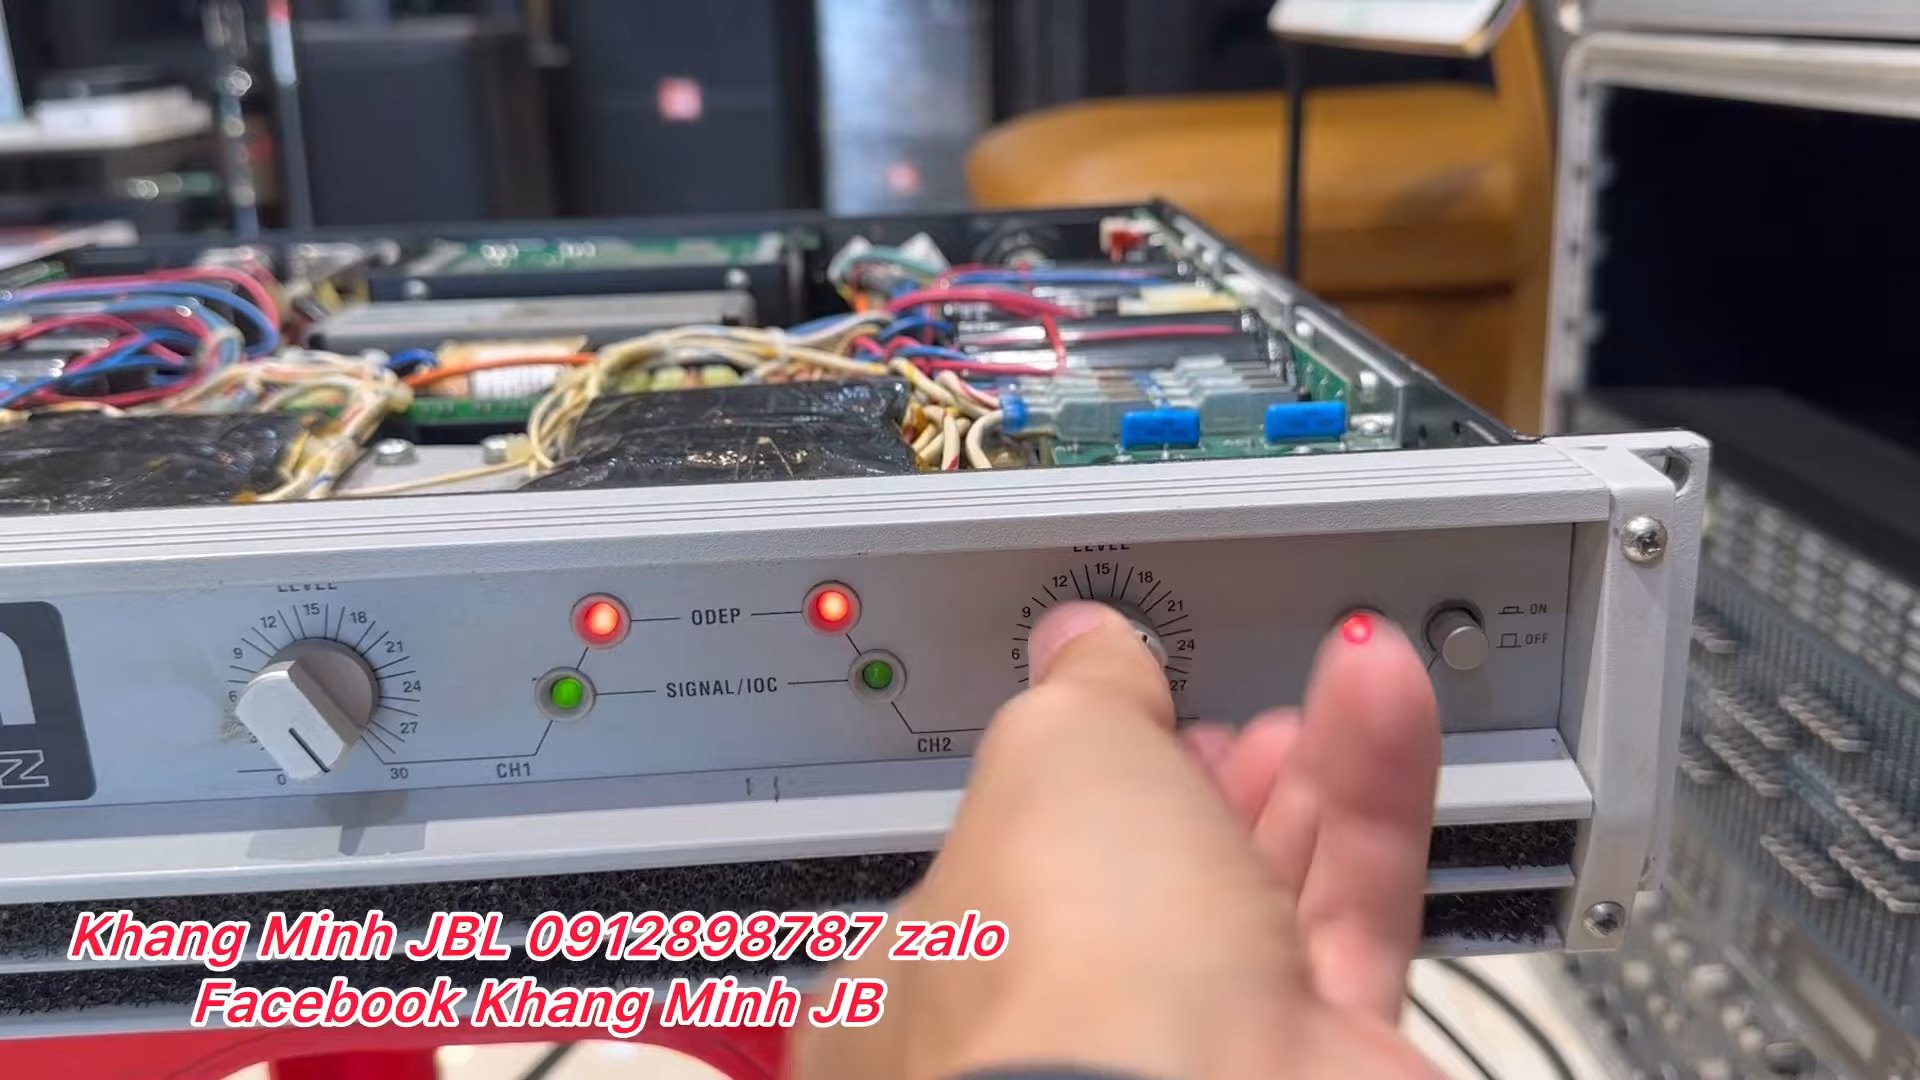 LEVEL
12 15 18
9 21
6 24
27
0 30
CH1
ODEP
SIGNAL/IOC
CH2
LEVEL
12 15 18
9 21
6 24
27
ON
OFF
Khang Minh JBL 0912898787 zalo
Facebook Khang Minh JB